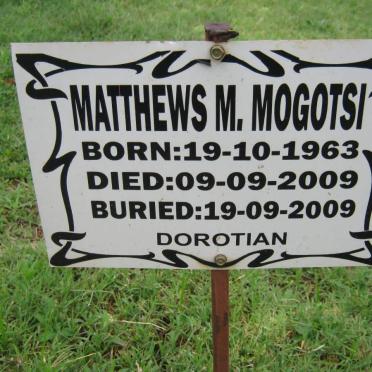 MATTHEWS M. MOGOTSI
BORN:19-10-1963
DIED:09-09-2009
BURIED:19-09-2009
DOROTIAN